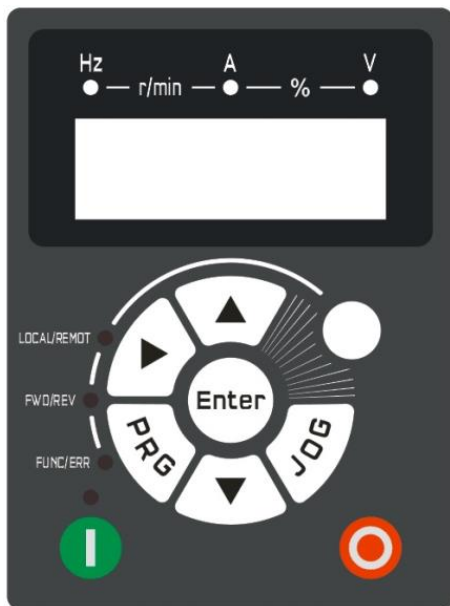 Hz A V
r/min %
LOCAL/REMOT
FWD/REV
Enter
PRG JOG
FUNC/ERR